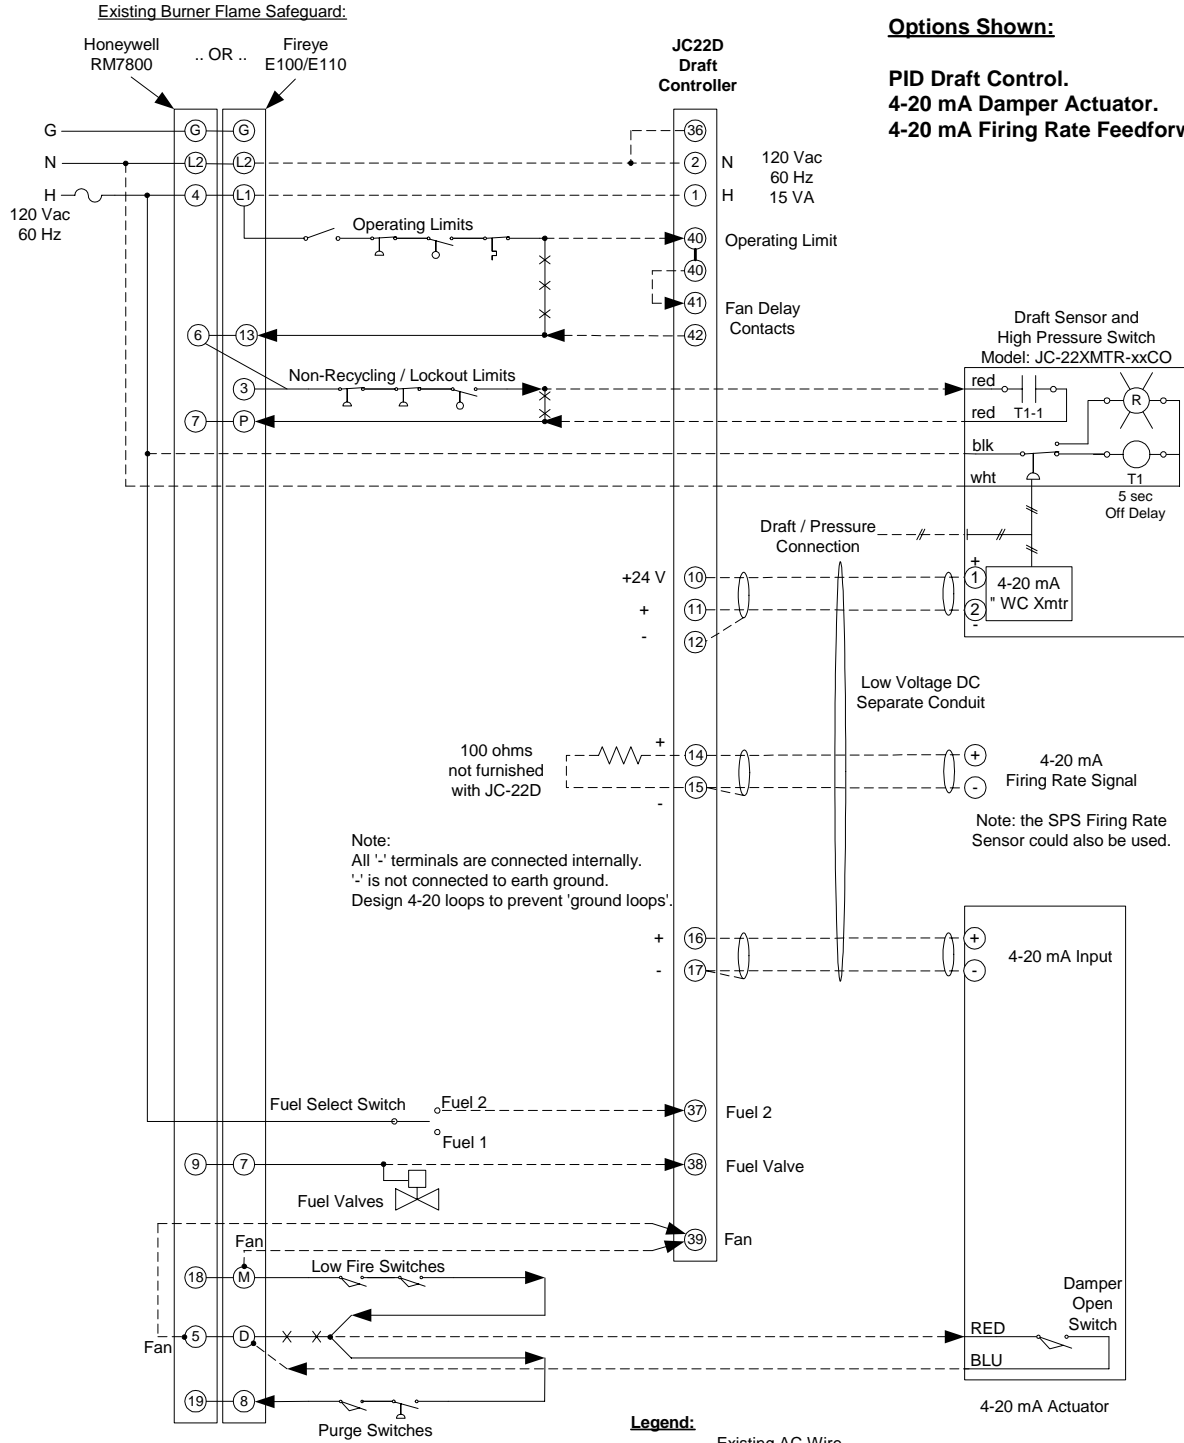 Existing Burner Flame Safeguard:
Honeywell
RM7800
.. OR ..
Fireye
E100/E110
JC22D
Draft
Controller
Options Shown:
PID Draft Control.
4-20 mA Damper Actuator.
4-20 mA Firing Rate Feedforw
G
G
G
36
N
L2
L2
2
N
120 Vac
60 Hz
15 VA
H
4
L1
1
H
120 Vac
60 Hz
Operating Limits
40
Operating Limit
40
41
Fan Delay
Contacts
6
13
42
Draft Sensor and
High Pressure Switch
Model: JC-22XMTR-xxCO
3
Non-Recycling / Lockout Limits
red
T1-1
R
7
P
red
blk
wht
T1
5 sec
Off Delay
Draft / Pressure
Connection
+24 V
10
+
1
4-20 mA
" WC Xmtr
+
11
2
-
-
12
Low Voltage DC
Separate Conduit
100 ohms
not furnished
with JC-22D
+
14
+
4-20 mA
Firing Rate Signal
15
-
-
Note: the SPS Firing Rate
Sensor could also be used.
Note:
All '-' terminals are connected internally.
'-' is not connected to earth ground.
Design 4-20 loops to prevent 'ground loops'.
+
16
+
4-20 mA Input
-
17
-
Fuel Select Switch
Fuel 2
37
Fuel 2
Fuel 1
9
7
38
Fuel Valve
Fuel Valves
Fan
39
Fan
18
M
Low Fire Switches
Damper
Open
Switch
5
D
RED
Fan
BLU
19
8
Purge Switches
4-20 mA Actuator
Legend:
Existing AC Wire